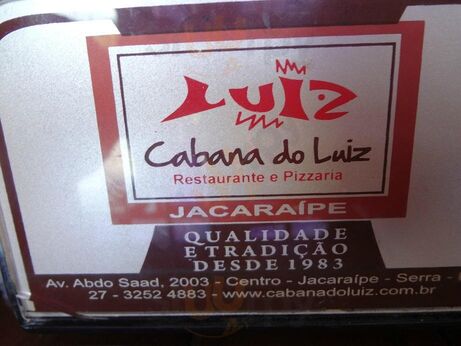 LUIZ
Cabana do Luiz
Restaurante e Pizzaria
JACARAÍPE
QUALIDADE
E TRADIÇÃO
DESDE 1983
Av. Abdo Saad, 2003 - Centro - Jacaraípe - Serra -
27 - 3252 4883 - www.cabanadoluiz.com.br